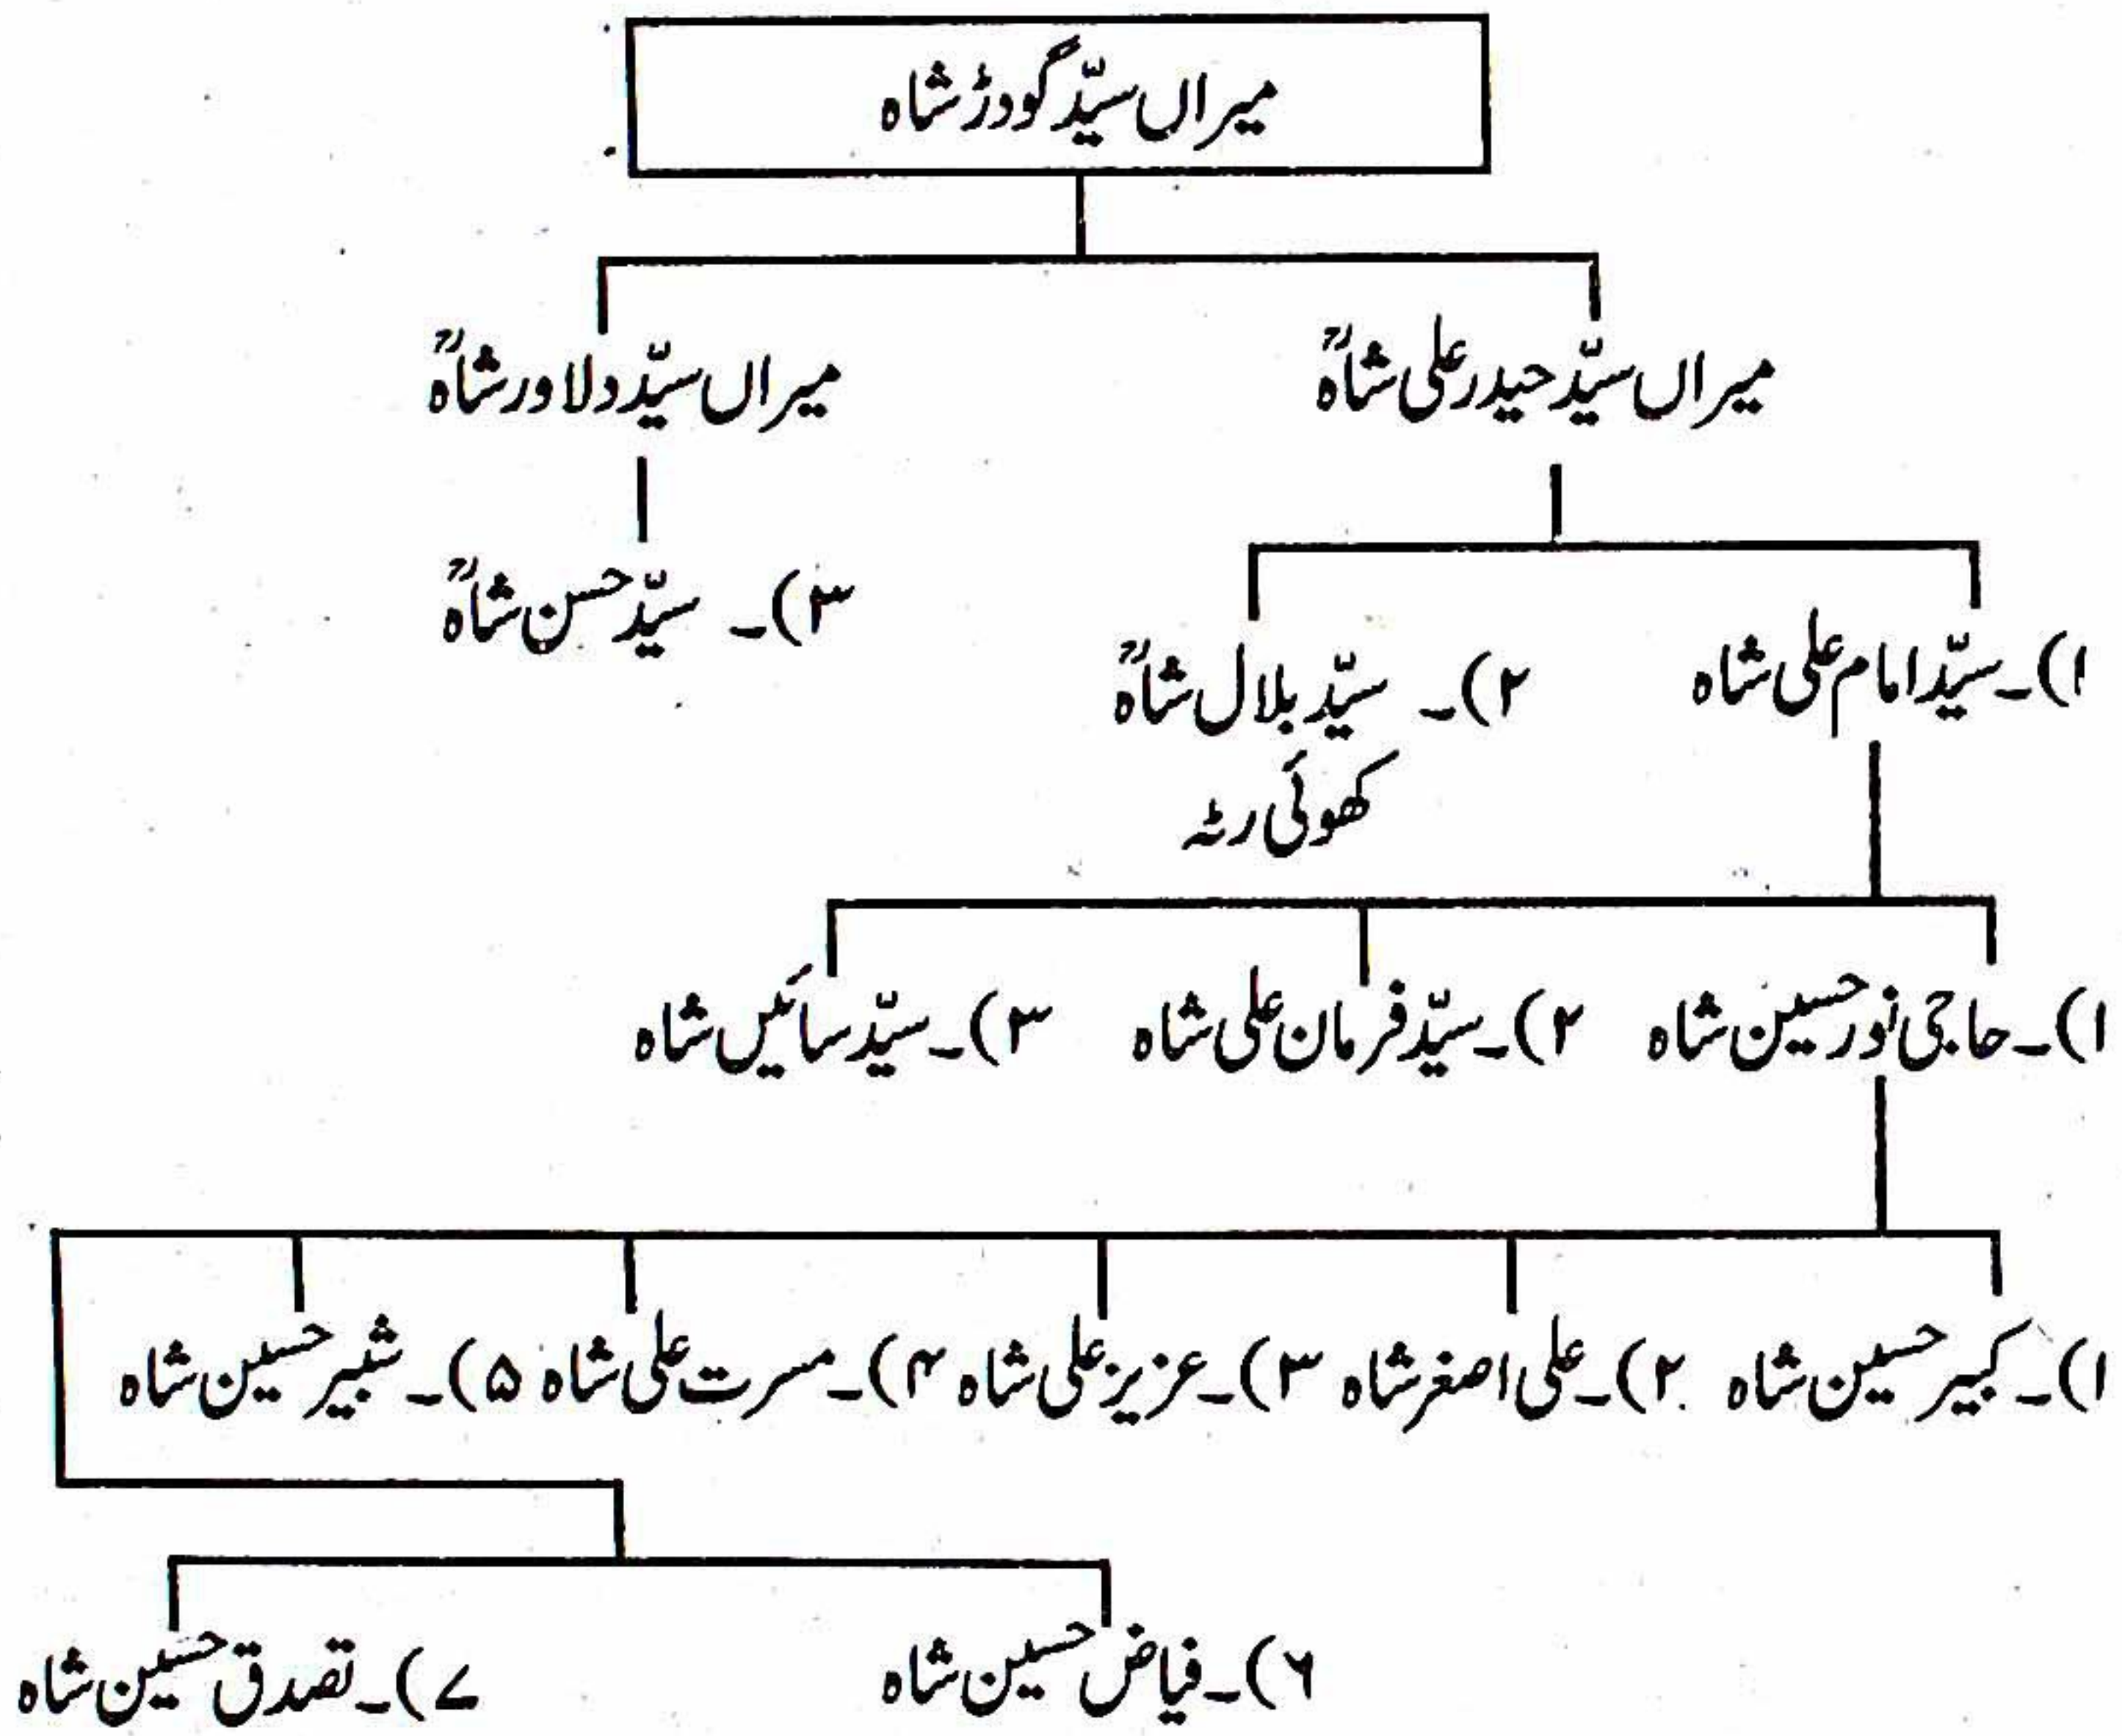 میراں سیّد گودڑ شاہ
میراں سیّد حیدر علی شاہؒ میراں سیّد دلاور شاہؒ
۳)۔ سیّد حسن شاہؒ
۱)۔ سیّد امام علی شاہ ۲)۔ سیّد بلال شاہؒ
کھوئی رٹہ
۱)۔ حاجی نور حسین شاہ ۲)۔ سیّد فرمان علی شاہ ۳)۔ سیّد سائیں شاہ
۱)۔ کبیر حسین شاہ ۲)۔ علی اصغر شاہ ۳)۔ عزیز علی شاہ ۴)۔ مسرت علی شاہ ۵)۔ شبیر حسین شاہ
۶)۔ فیاض حسین شاہ ۷)۔ تصدق حسین شاہ